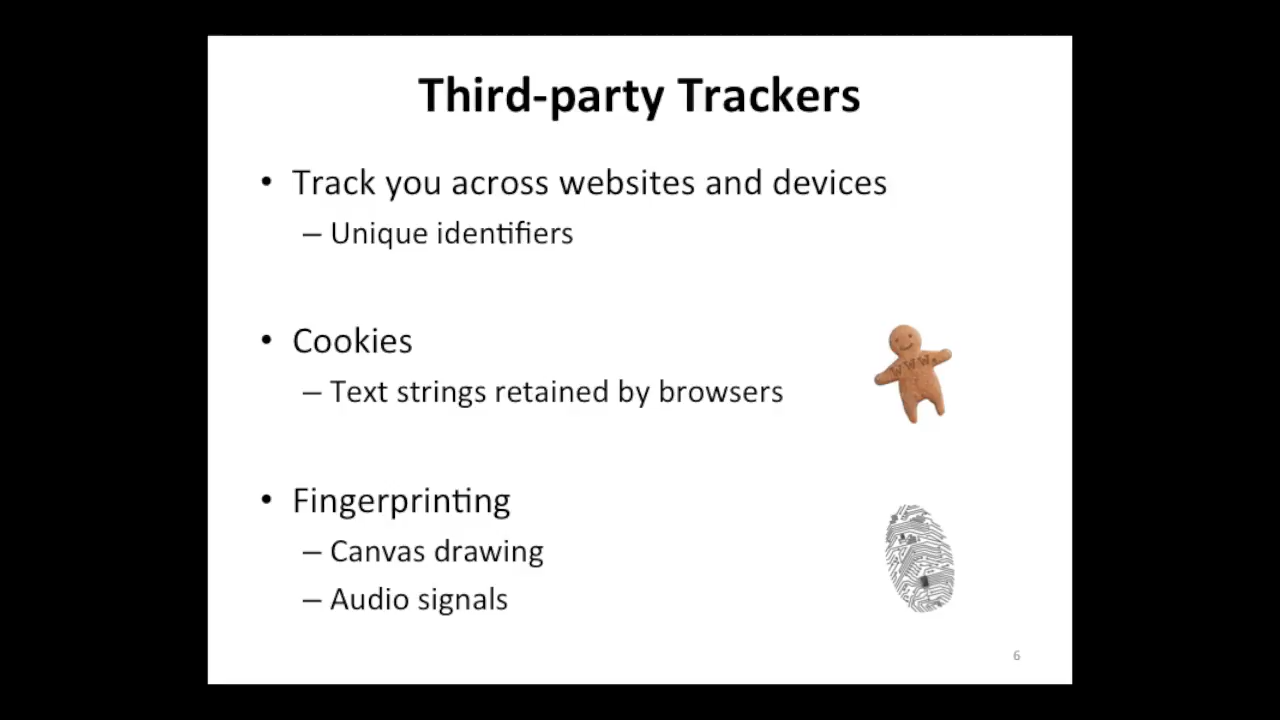 Third-party Trackers
• Track you across websites and devices
– Unique identifiers
• Cookies
– Text strings retained by browsers
WWW.
• Fingerprinting
– Canvas drawing
– Audio signals
6